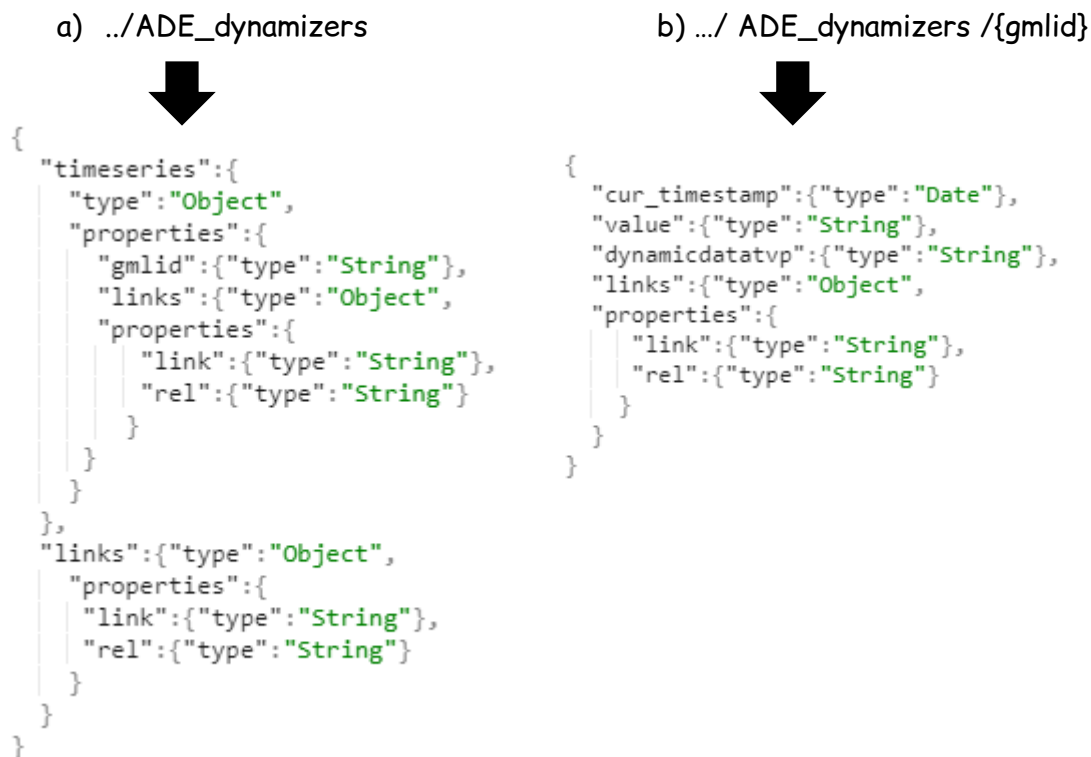 a) ../ADE_dynamizers
{
"timeseries":{
"type":"Object",
"properties":{
"gmlid":{"type":"String"},
"links":{"type":"Object",
"properties":{
"link":{"type":"String"},
"rel":{"type":"String"}
}
}
}
},
"links":{"type":"Object",
"properties":{
"link":{"type":"String"},
"rel":{"type":"String"}
}
}
}
b) .../ ADE_dynamizers /{gmlid}
{
"cur_timestamp":{"type":"Date"},
"value":{"type":"String"},
"dynamicdatatvp":{"type":"String"},
"links":{"type":"Object",
"properties":{
"link":{"type":"String"},
"rel":{"type":"String"}
}
}
}